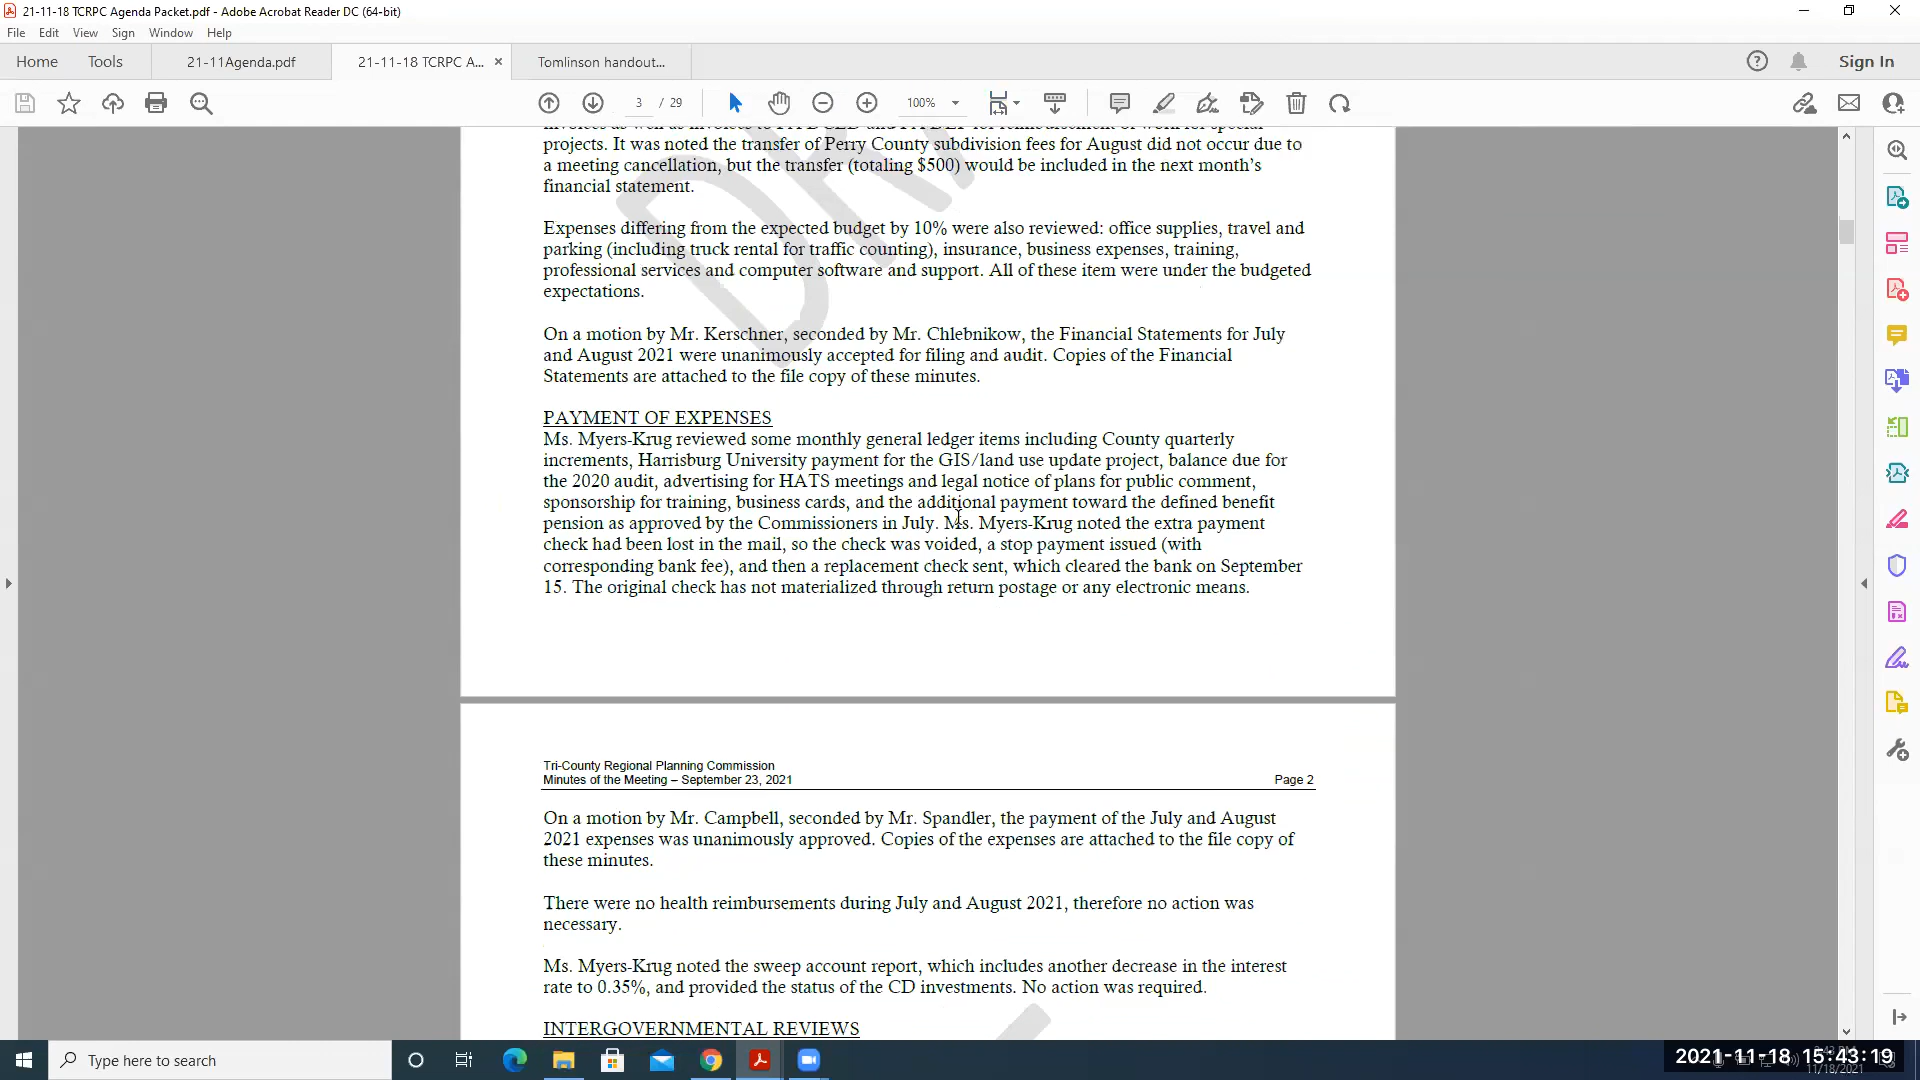 21-11-18 TCRPC Agenda Packet.pdf - Adobe Acrobat Reader DC (64-bit)
File Edit View Sign Window Help
Home Tools 21-11Agenda.pdf 21-11-18 TCRPC A... × Tomlinson handout... Sign In
3 / 29 100%
projects. It was noted the transfer of Perry County subdivision fees for August did not occur due to
a meeting cancellation, but the transfer (totaling $500) would be included in the next month’s
financial statement.
Expenses differing from the expected budget by 10% were also reviewed: office supplies, travel and
parking (including truck rental for traffic counting), insurance, business expenses, training,
professional services and computer software and support. All of these item were under the budgeted
expectations.
On a motion by Mr. Kerschner, seconded by Mr. Chlebnikow, the Financial Statements for July
and August 2021 were unanimously accepted for filing and audit. Copies of the Financial
Statements are attached to the file copy of these minutes.
PAYMENT OF EXPENSES
Ms. Myers-Krug reviewed some monthly general ledger items including County quarterly
increments, Harrisburg University payment for the GIS/land use update project, balance due for
the 2020 audit, advertising for HATS meetings and legal notice of plans for public comment,
sponsorship for training, business cards, and the additional payment toward the defined benefit
pension as approved by the Commissioners in July. Ms. Myers-Krug noted the extra payment
check had been lost in the mail, so the check was voided, a stop payment issued (with
corresponding bank fee), and then a replacement check sent, which cleared the bank on September
15. The original check has not materialized through return postage or any electronic means.
Tri-County Regional Planning Commission
Minutes of the Meeting – September 23, 2021 Page 2
On a motion by Mr. Campbell, seconded by Mr. Spandler, the payment of the July and August
2021 expenses was unanimously approved. Copies of the expenses are attached to the file copy of
these minutes.
There were no health reimbursements during July and August 2021, therefore no action was
necessary.
Ms. Myers-Krug noted the sweep account report, which includes another decrease in the interest
rate to 0.35%, and provided the status of the CD investments. No action was required.
INTERGOVERNMENTAL REVIEWS
Type here to search
2021-11-18 15:43:19
11/18/2021